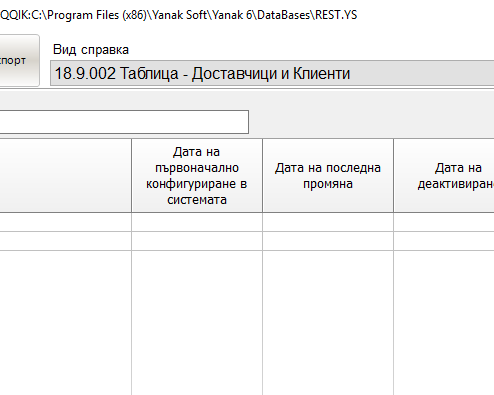 QQIK:C:\Program Files (x86)\Yanak Soft\Yanak 6\DataBases\REST.YS
Вид справка
порт
18.9.002 Таблица - Доставчици и Клиенти
Дата на
първоначално
конфигуриране в
системата
Дата на последна
промяна
Дата на
деактивиран